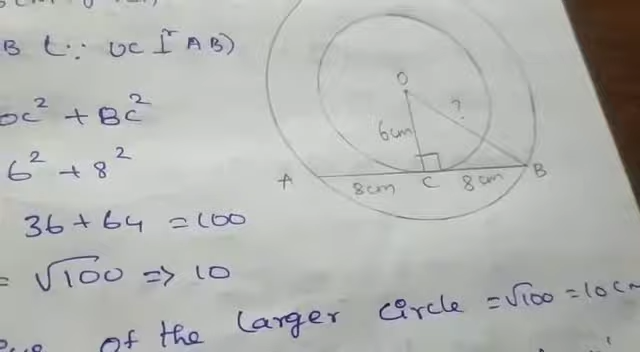 B (∵ OC ⊥r AB)
OC² + BC²
6² + 8²
36 + 64 = 100
= √100 => 10
of the larger circle = √100 = 10cm
O
?
6cm
A
8cm
C
8cm
B